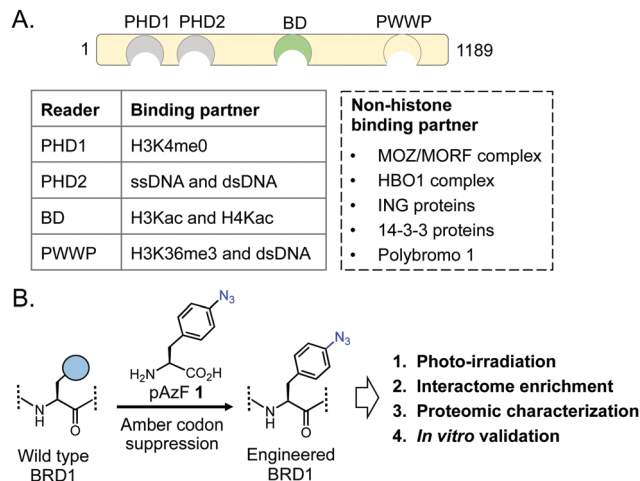 A.
PHD1 PHD2 BD PWWP
1 1189
Reader Binding partner
PHD1 H3K4me0
PHD2 ssDNA and dsDNA
BD H3Kac and H4Kac
PWWP H3K36me3 and dsDNA
Non-histone
binding partner
• MOZ/MORF complex
• HBO1 complex
• ING proteins
• 14-3-3 proteins
• Polybromo 1
B.
N3
H2N CO2H
pAzF 1
Amber codon
suppression
N
H
O
Wild type
BRD1
N3
N
H
O
Engineered
BRD1
1. Photo-irradiation
2. Interactome enrichment
3. Proteomic characterization
4. In vitro validation